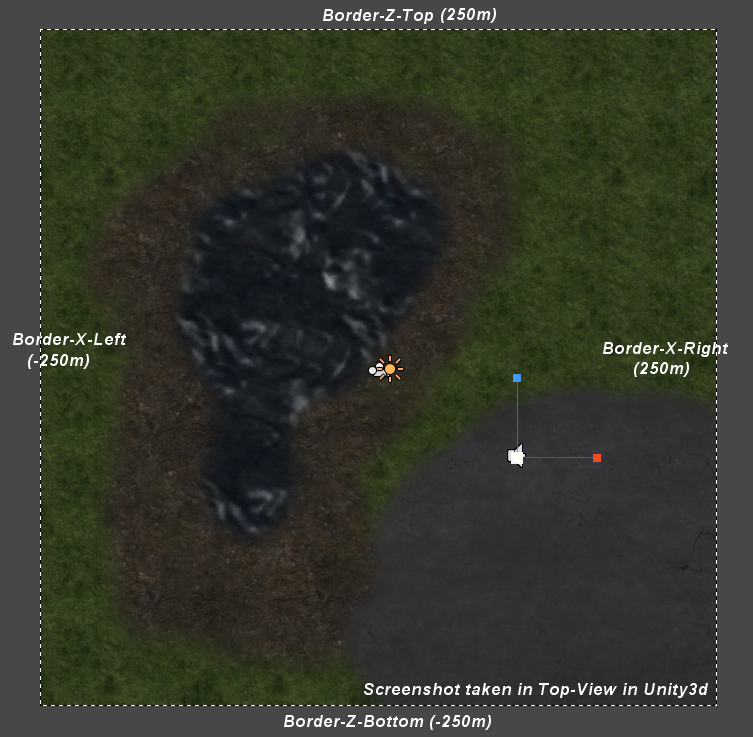 Border-Z-Top (250m)
Border-X-Left
(-250m)
Border-X-Right
(250m)
Screenshot taken in Top-View in Unity3d
Border-Z-Bottom (-250m)